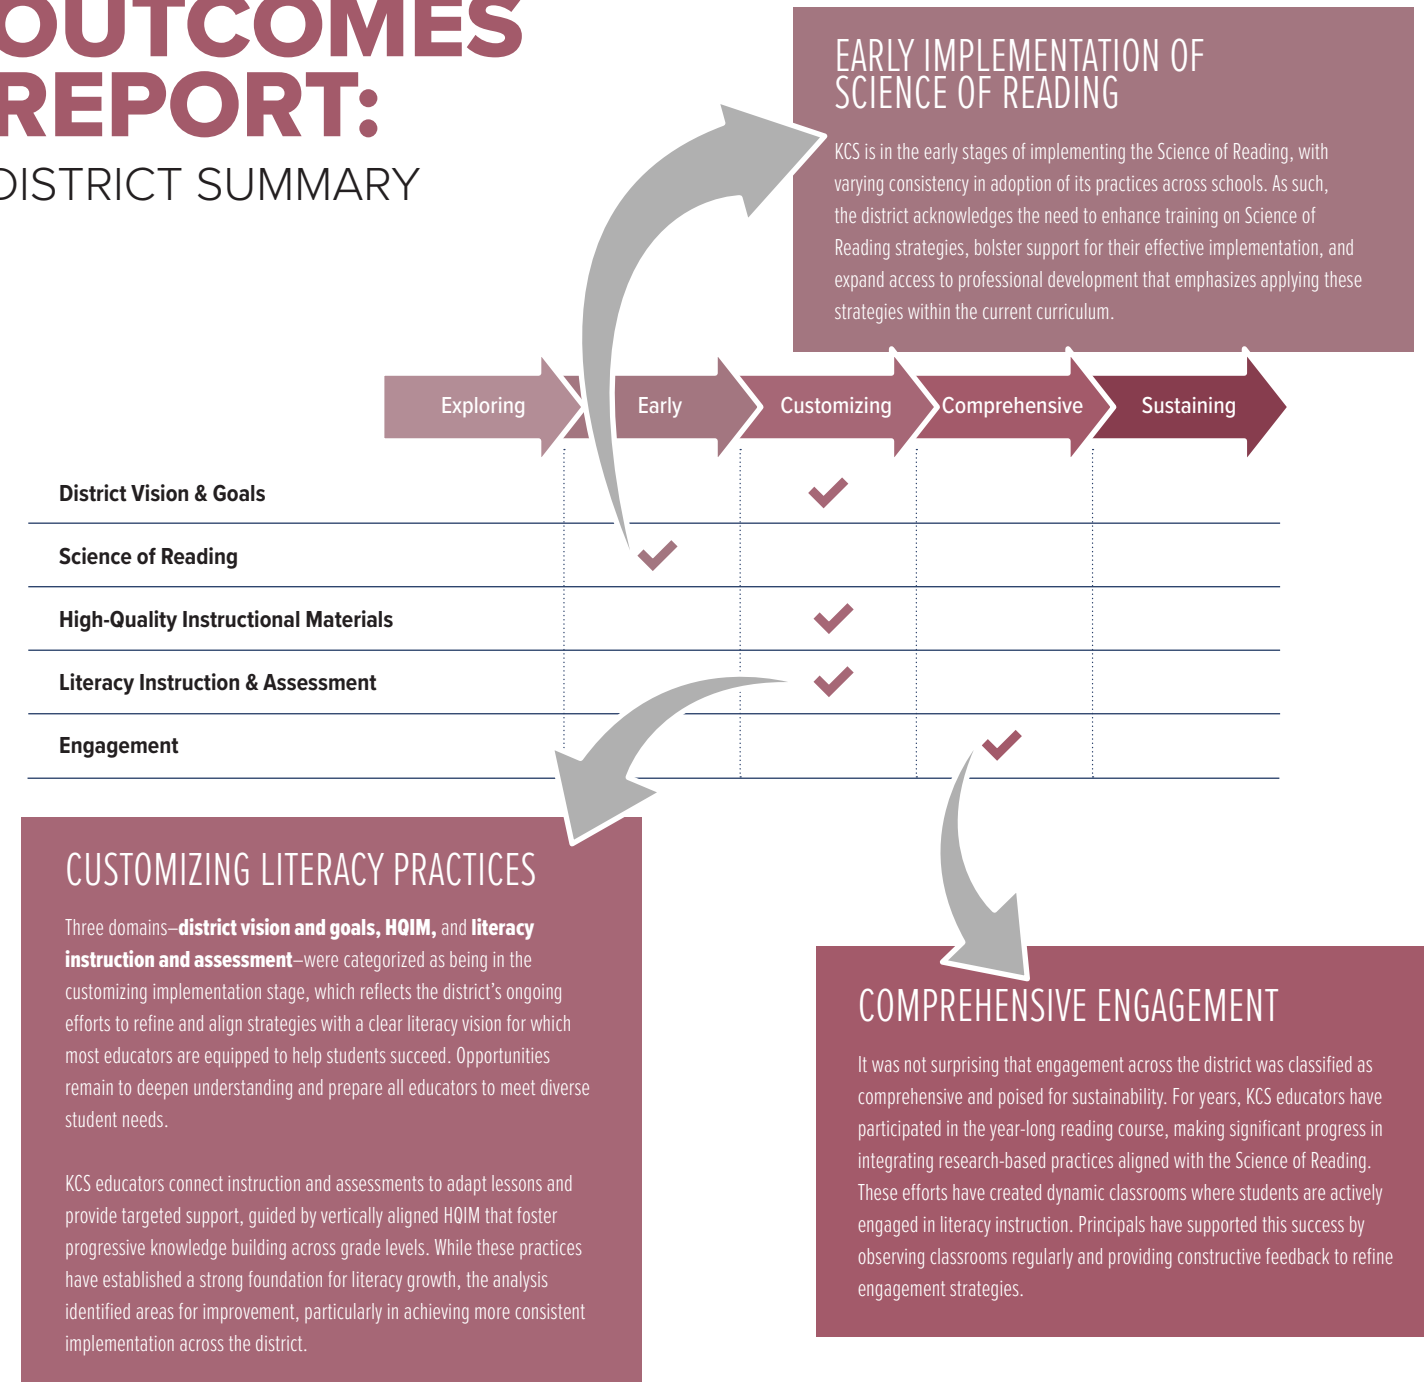 OUTCOMES
REPORT:
DISTRICT SUMMARY
EARLY IMPLEMENTATION OF
SCIENCE OF READING
KCS is in the early stages of implementing the Science of Reading, with
varying consistency in adoption of its practices across schools. As such,
the district acknowledges the need to enhance training on Science of
Reading strategies, bolster support for their effective implementation, and
expand access to professional development that emphasizes applying these
strategies within the current curriculum.
Exploring
Early
Customizing
Comprehensive
Sustaining
District Vision & Goals
Science of Reading
High-Quality Instructional Materials
Literacy Instruction & Assessment
Engagement
CUSTOMIZING LITERACY PRACTICES
Three domains–district vision and goals, HQIM, and literacy
instruction and assessment–were categorized as being in the
customizing implementation stage, which reflects the district’s ongoing
efforts to refine and align strategies with a clear literacy vision for which
most educators are equipped to help students succeed. Opportunities
remain to deepen understanding and prepare all educators to meet diverse
student needs.
KCS educators connect instruction and assessments to adapt lessons and
provide targeted support, guided by vertically aligned HQIM that foster
progressive knowledge building across grade levels. While these practices
have established a strong foundation for literacy growth, the analysis
identified areas for improvement, particularly in achieving more consistent
implementation across the district.
COMPREHENSIVE ENGAGEMENT
It was not surprising that engagement across the district was classified as
comprehensive and poised for sustainability. For years, KCS educators have
participated in the year-long reading course, making significant progress in
integrating research-based practices aligned with the Science of Reading.
These efforts have created dynamic classrooms where students are actively
engaged in literacy instruction. Principals have supported this success by
observing classrooms regularly and providing constructive feedback to refine
engagement strategies.